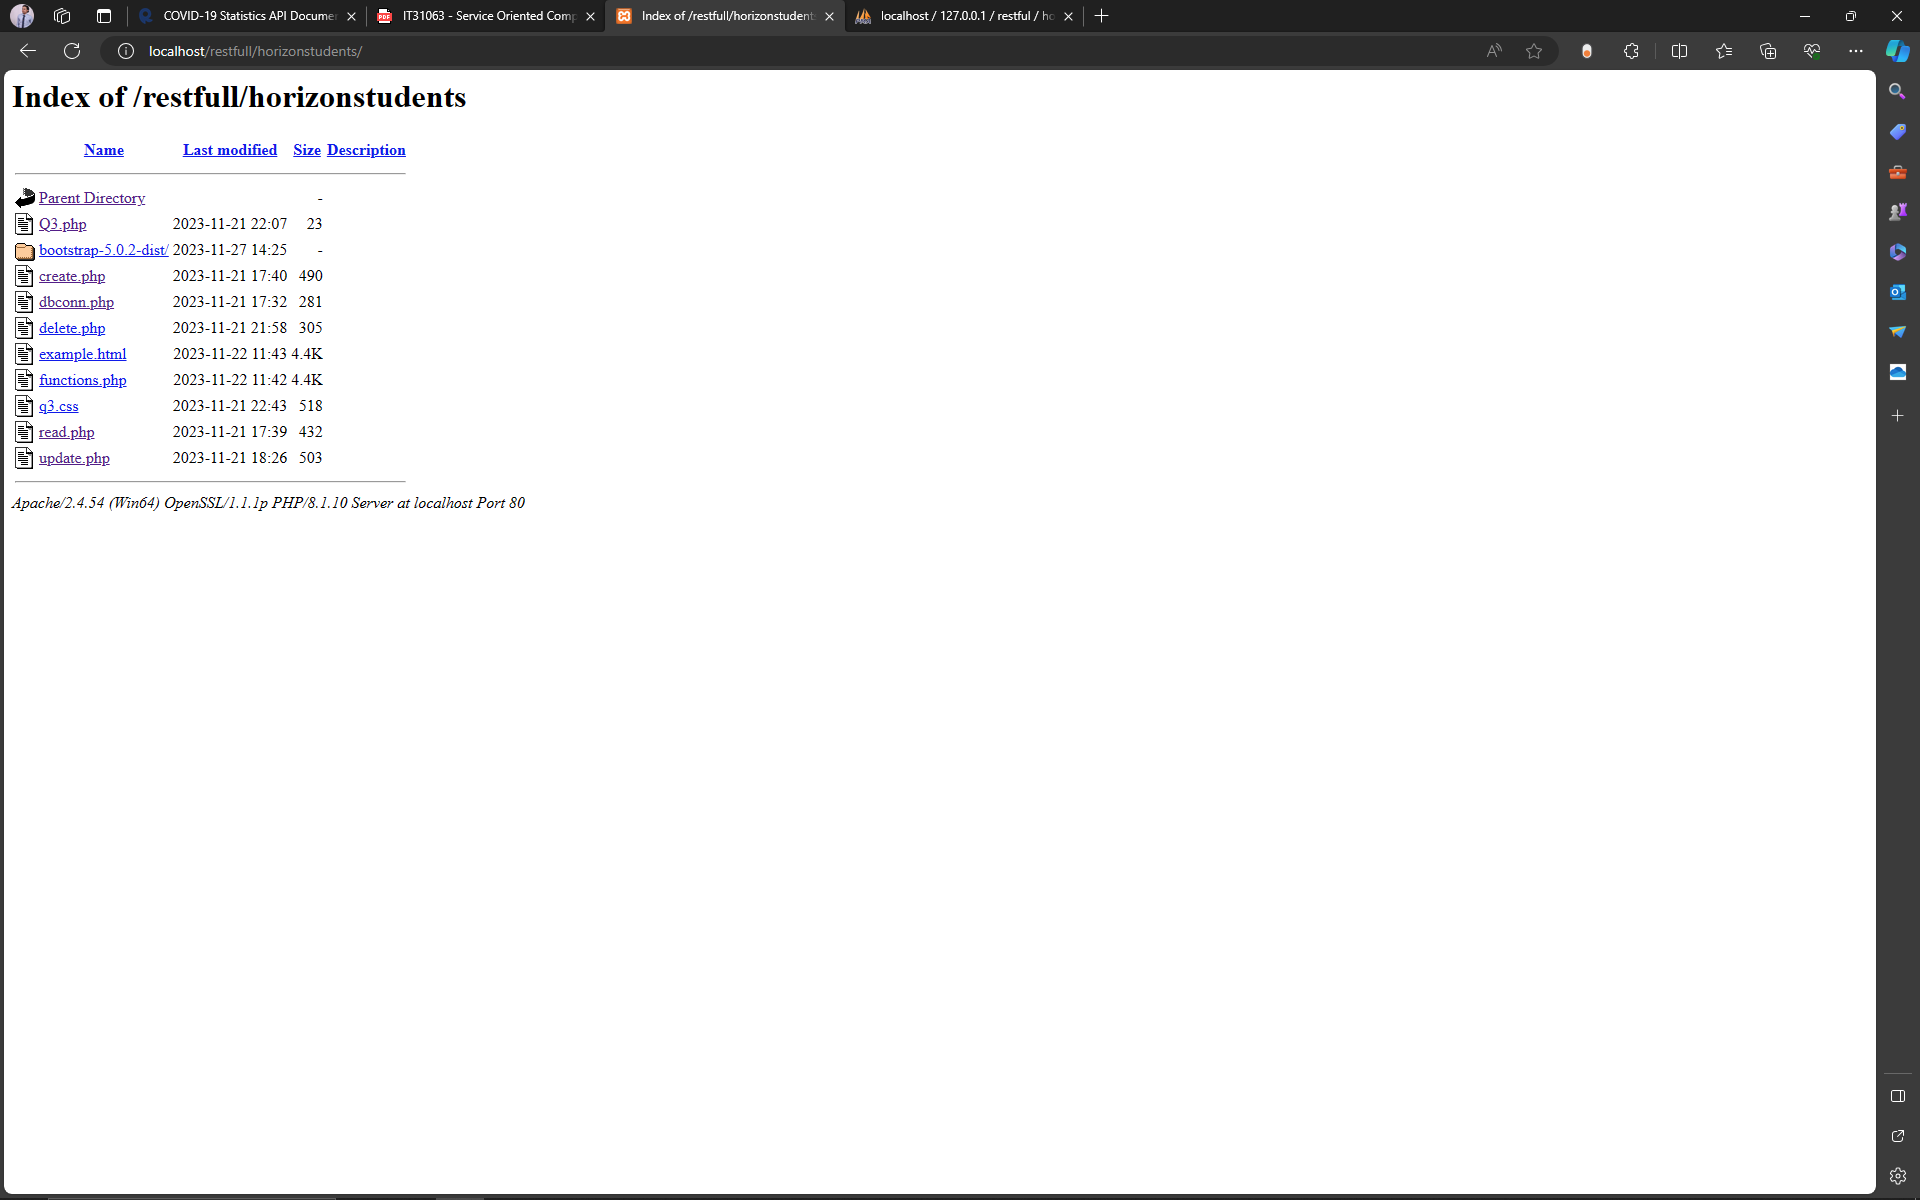 COVID-19 Statistics API Docume
IT31063 - Service Oriented Comp
Index of /restfull/horizonstudents
localhost / 127.0.0.1 / restful / ho
localhost/restfull/horizonstudents/
Index of /restfull/horizonstudents
Name Last modified Size Description
Parent Directory -
Q3.php 2023-11-21 22:07 23
bootstrap-5.0.2-dist/ 2023-11-27 14:25 -
create.php 2023-11-21 17:40 490
dbconn.php 2023-11-21 17:32 281
delete.php 2023-11-21 21:58 305
example.html 2023-11-22 11:43 4.4K
functions.php 2023-11-22 11:42 4.4K
q3.css 2023-11-21 22:43 518
read.php 2023-11-21 17:39 432
update.php 2023-11-21 18:26 503
Apache/2.4.54 (Win64) OpenSSL/1.1.1p PHP/8.1.10 Server at localhost Port 80